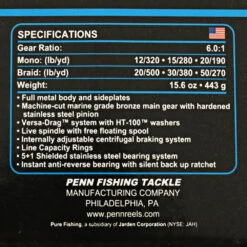 SPECIFICATIONS
Gear Ratio: 6.0:1
Mono: (lb/yd) 12/320 • 15/280 • 20/190
Braid: (lb/yd) 20/500 • 30/380 • 50/270
Weight: 15.6 oz • 443 g
• Full metal body and sideplates
• Machine-cut marine grade bronze main gear with hardened
stainless steel pinion
• Versa-Drag™ system with HT-100™ washers
• Live spindle with free floating spool
• Internally adjustable centrifugal braking system
• Line Capacity Rings
• 5+1 Shielded stainless steel bearing system
• Instant anti-reverse bearing with silent back up ratchet
PENN FISHING TACKLE
MANUFACTURING COMPANY
PHILADELPHIA, PA
www.pennreels.com
Pure Fishing, a subsidiary of Jarden Corporation (NYSE: JAH)